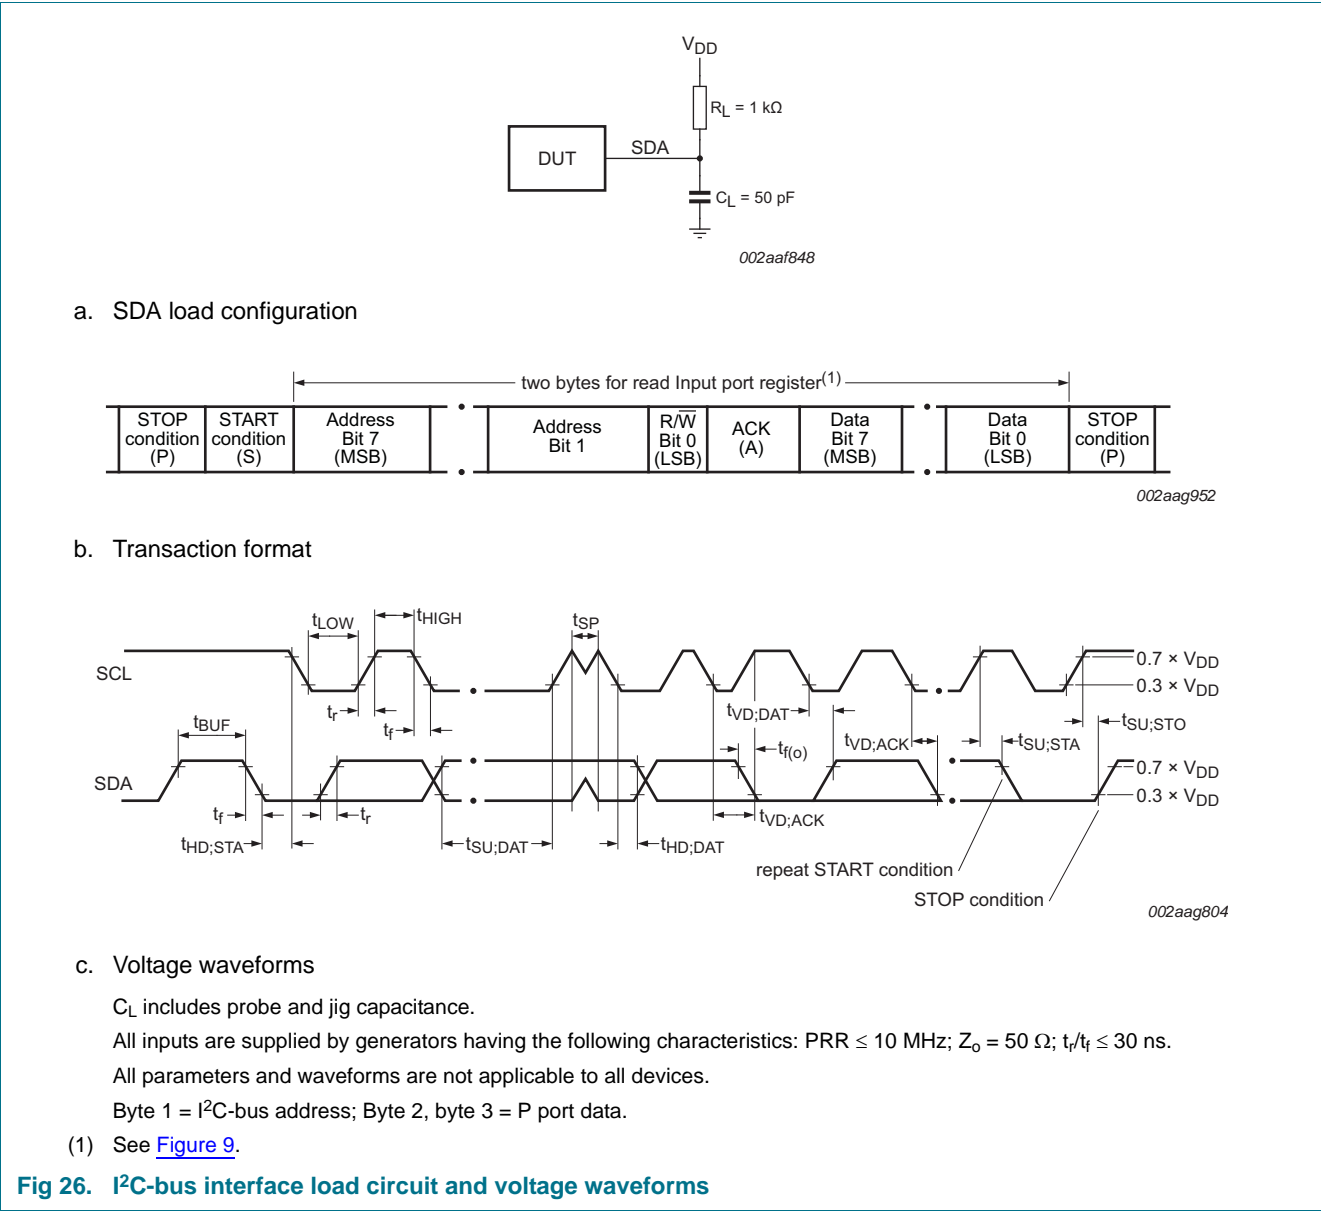 VDD
RL = 1 kΩ
DUT
SDA
CL = 50 pF
002aaf848
a. SDA load configuration
two bytes for read Input port register(1)
STOP condition (P)
START condition (S)
Address Bit 7 (MSB)
Address Bit 1
R/W̅ Bit 0 (LSB)
ACK (A)
Data Bit 7 (MSB)
Data Bit 0 (LSB)
STOP condition (P)
002aag952
b. Transaction format
tLOW
tHIGH
tSP
SCL
0.7 × VDD
0.3 × VDD
tr
tf
tBUF
tVD;DAT
tf(o)
tVD;ACK
tSU;STA
tSU;STO
SDA
0.7 × VDD
0.3 × VDD
tf
tr
tVD;ACK
tHD;STA
tSU;DAT
tHD;DAT
repeat START condition
STOP condition
002aag804
c. Voltage waveforms
CL includes probe and jig capacitance.
All inputs are supplied by generators having the following characteristics: PRR ≤ 10 MHz; Zo = 50 Ω; tr/tf ≤ 30 ns.
All parameters and waveforms are not applicable to all devices.
Byte 1 = I2C-bus address; Byte 2, byte 3 = P port data.
(1) See Figure 9.
Fig 26. I2C-bus interface load circuit and voltage waveforms